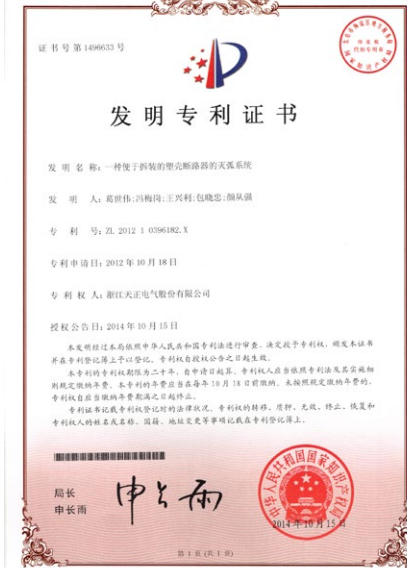 证书号第1496633号
发明专利证书
发明名称：一种便于拆装的塑壳断路器的灭弧系统
发明人：葛世伟;冯梅岗;王兴利;包晓忠;颜从强
专利号：ZL 2012 1 0396182.X
专利申请日：2012年10月18日
专利权人：浙江天正电气股份有限公司
授权公告日：2014年10月15日
本发明经过本局依照中华人民共和国专利法进行审查，决定授予专利权，颁发本证书
并在专利登记簿上予以登记。专利权自授权公告之日起生效。
本专利的专利权期限为二十年，自申请日起算。专利权人应当依照专利法及其实施细
则规定缴纳年费。本专利的年费应当在每年10月18日前缴纳。未按照规定缴纳年费的，
专利权自应当缴纳年费期满之日起终止。
专利证书记载专利权登记时的法律状况。专利权的转移、质押、无效、终止、恢复和
专利权人的姓名或名称、国籍、地址变更等事项记载在专利登记簿上。
局长
申长雨
申长雨
中华人民共和国国家知识产权局
2014年10月15日
第1页(共1页)